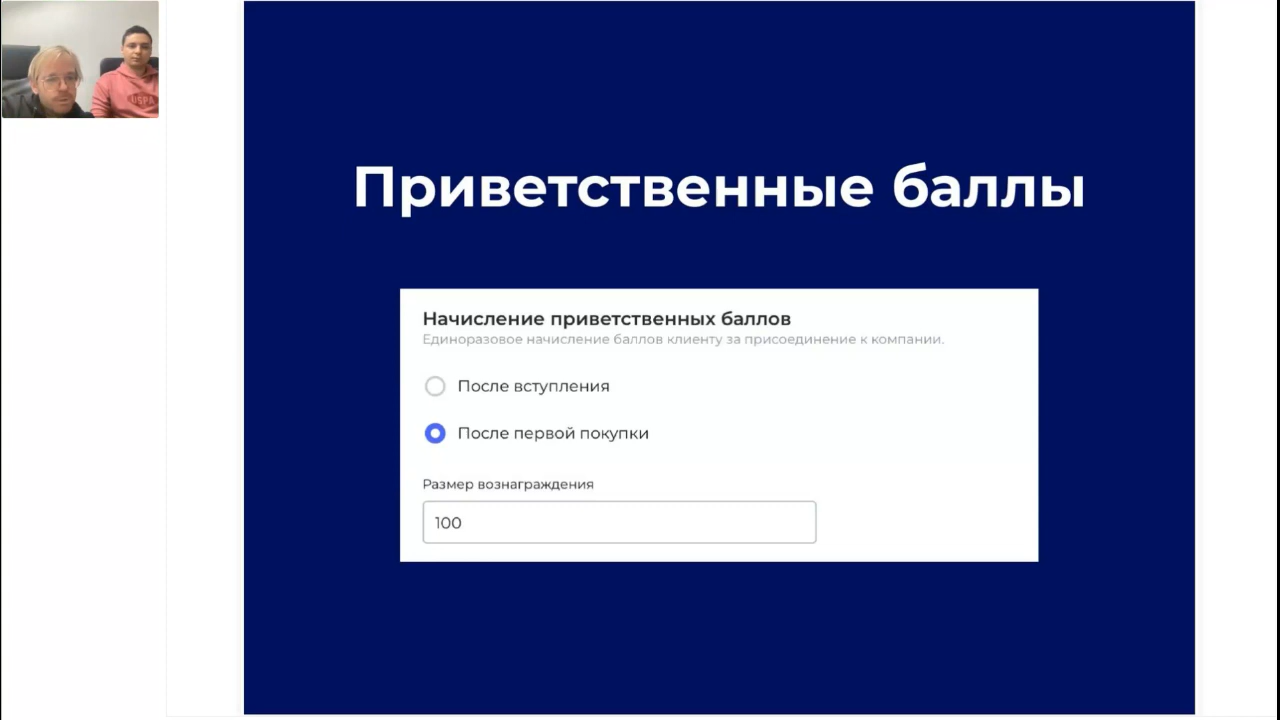 USPA
Приветственные баллы
Начисление приветственных баллов
Единоразовое начисление баллов клиенту за присоединение к компании.
После вступления
После первой покупки
Размер вознаграждения
100